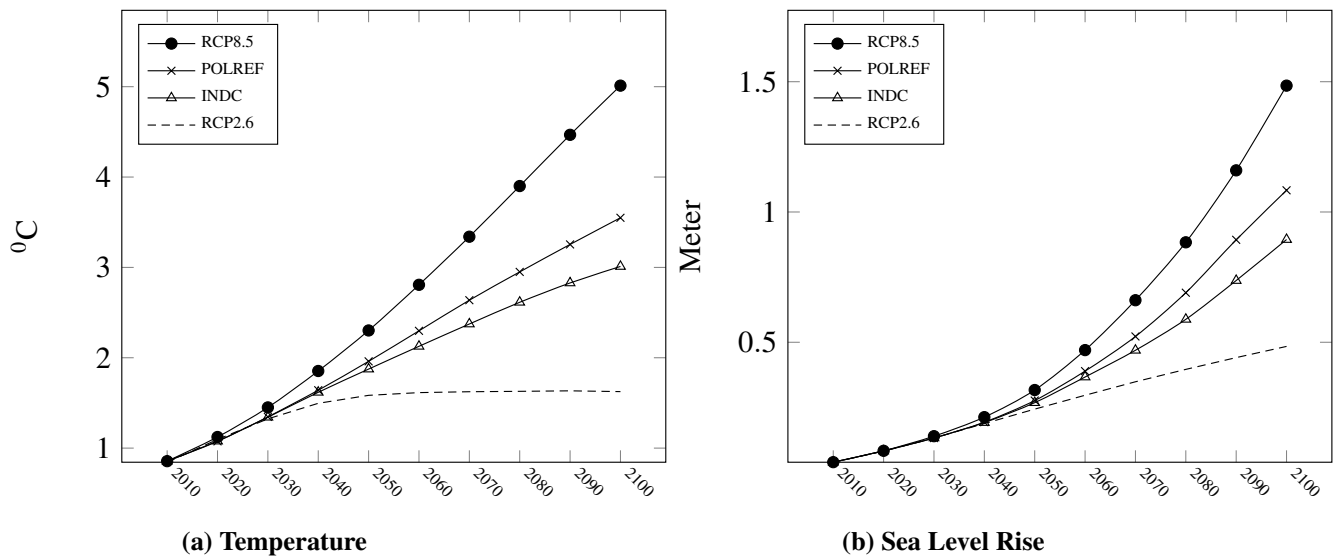 RCP8.5
POLREF
INDC
RCP2.6
5
4
3
2
1
⁰C
2010
2020
2030
2040
2050
2060
2070
2080
2090
2100
(a) Temperature
RCP8.5
POLREF
INDC
RCP2.6
1.5
1
0.5
Meter
2010
2020
2030
2040
2050
2060
2070
2080
2090
2100
(b) Sea Level Rise